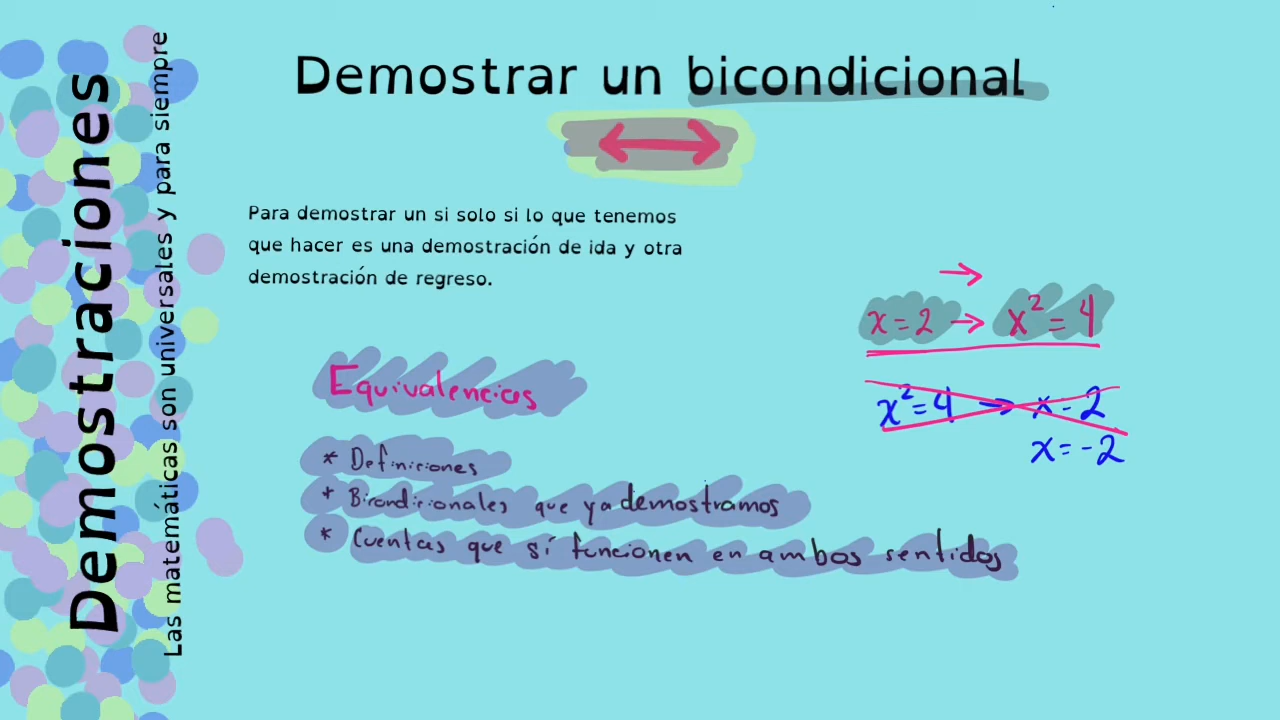 Demostraciones
Las matemáticas son universales y para siempre
Demostrar un bicondicional
Para demostrar un si solo si lo que tenemos
que hacer es una demostración de ida y otra
demostración de regreso.
→
x=2 → x²=4
x²=4 → x=2
x=-2
Equivalencias
* Definiciones
* Bicondicionales que ya demostramos
* Cuentas que sí funcionen en ambos sentidos